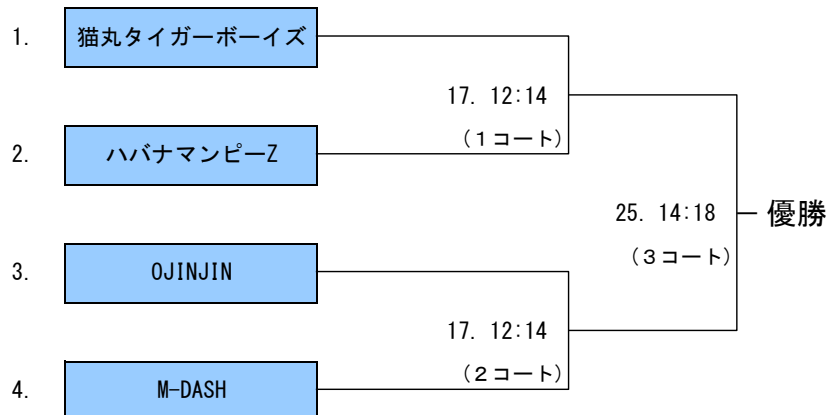 1. 猫丸タイガーボーイズ
17. 12:14
（１コート）
2. ハバナマンピーZ
25. 14:18
優勝
（３コート）
3. OJINJIN
17. 12:14
（２コート）
4. M-DASH